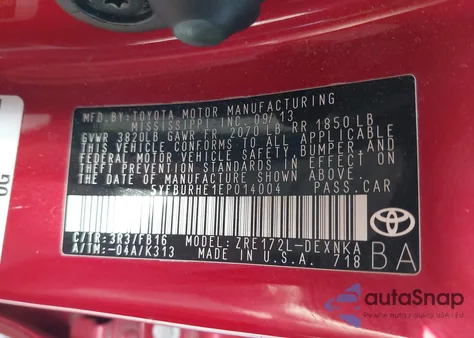 MFD.BY:TOYOTA MOTOR MANUFACTURING
MISSISSIPPI,INC. 09/13
GVWR 3820LB GAWR FR 2070 LB RR 1850 LB
THIS VEHICLE CONFORMS TO ALL APPLICABLE
FEDERAL MOTOR VEHICLE SAFETY, BUMPER AND
THEFT PREVENTION STANDARDS IN EFFECT ON
THE DATE OF MANUFACTURE SHOWN ABOVE.
5YFBURHE1EP014004 PASS.CAR
C/TR:3R3/FB16 MODEL:ZRE172L-DEXNKA
A/TM:-04A/K313 MADE IN U.S.A. 718
BA
TOYOTA
OG
autoSnap